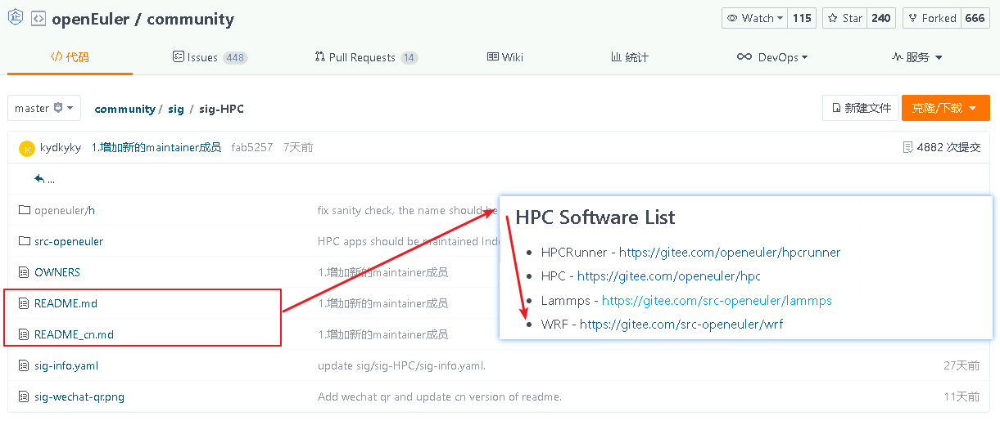 openEuler / community
Watch 115 Star 240 Forked 666
代码 Issues 448 Pull Requests 14 Wiki 统计 DevOps 服务
master community / sig / sig-HPC 新建文件 克隆/下载
K kydkyky 1.增加新的maintainer成员 fab5257 7天前 4882 次提交
...
openeuler/h fix sanity check, the name should be
src-openeuler HPC apps should be maintained Inde
OWNERS 1.增加新的maintainer成员
README.md 1.增加新的maintainer成员
README_cn.md 1.增加新的maintainer成员
sig-info.yaml update sig/sig-HPC/sig-info.yaml. 27天前
sig-wechat-qr.png Add wechat qr and update cn version of readme. 11天前
HPC Software List
HPCRunner - https://gitee.com/openeuler/hpcrunner
HPC - https://gitee.com/openeuler/hpc
Lammps - https://gitee.com/src-openeuler/lammps
WRF - https://gitee.com/src-openeuler/wrf